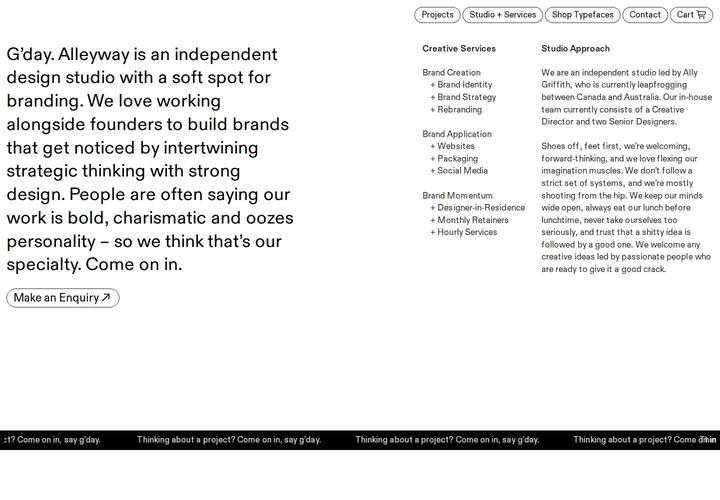 Projects
Studio + Services
Shop Typefaces
Contact
Cart
G'day. Alleyway is an independent
design studio with a soft spot for
branding. We love working
alongside founders to build brands
that get noticed by intertwining
strategic thinking with strong
design. People are often saying our
work is bold, charismatic and oozes
personality – so we think that's our
specialty. Come on in.
Make an Enquiry
Creative Services
Brand Creation
+ Brand Identity
+ Brand Strategy
+ Rebranding
Brand Application
+ Websites
+ Packaging
+ Social Media
Brand Momentum
+ Designer-in-Residence
+ Monthly Retainers
+ Hourly Services
Studio Approach
We are an independent studio led by Ally
Griffith, who is currently leapfrogging
between Canada and Australia. Our in-house
team currently consists of a Creative
Director and two Senior Designers.
Shoes off, feet first, we're welcoming,
forward-thinking, and we love flexing our
imagination muscles. We don't follow a
strict set of systems, and we're mostly
shooting from the hip. We keep our minds
wide open, always eat our lunch before
lunchtime, never take ourselves too
seriously, and trust that a shitty idea is
followed by a good one. We welcome any
creative ideas led by passionate people who
are ready to give it a good crack.
ct? Come on in, say g'day. Thinking about a project? Come on in, say g'day. Thinking about a project? Come on in, say g'day. Thinking about a project? Come